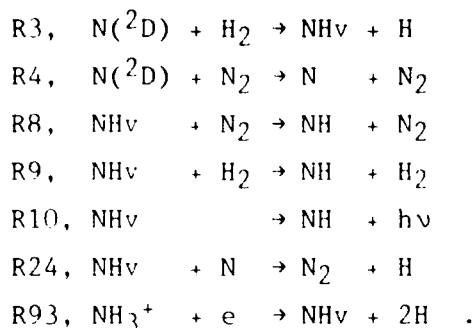 R3, N(²D) + H₂ → NHv + H
R4, N(²D) + N₂ → N + N₂
R8, NHv + N₂ → NH + N₂
R9, NHv + H₂ → NH + H₂
R10, NHv → NH + hν
R24, NHv + N → N₂ + H
R93, NH₃⁺ + e → NHv + 2H .